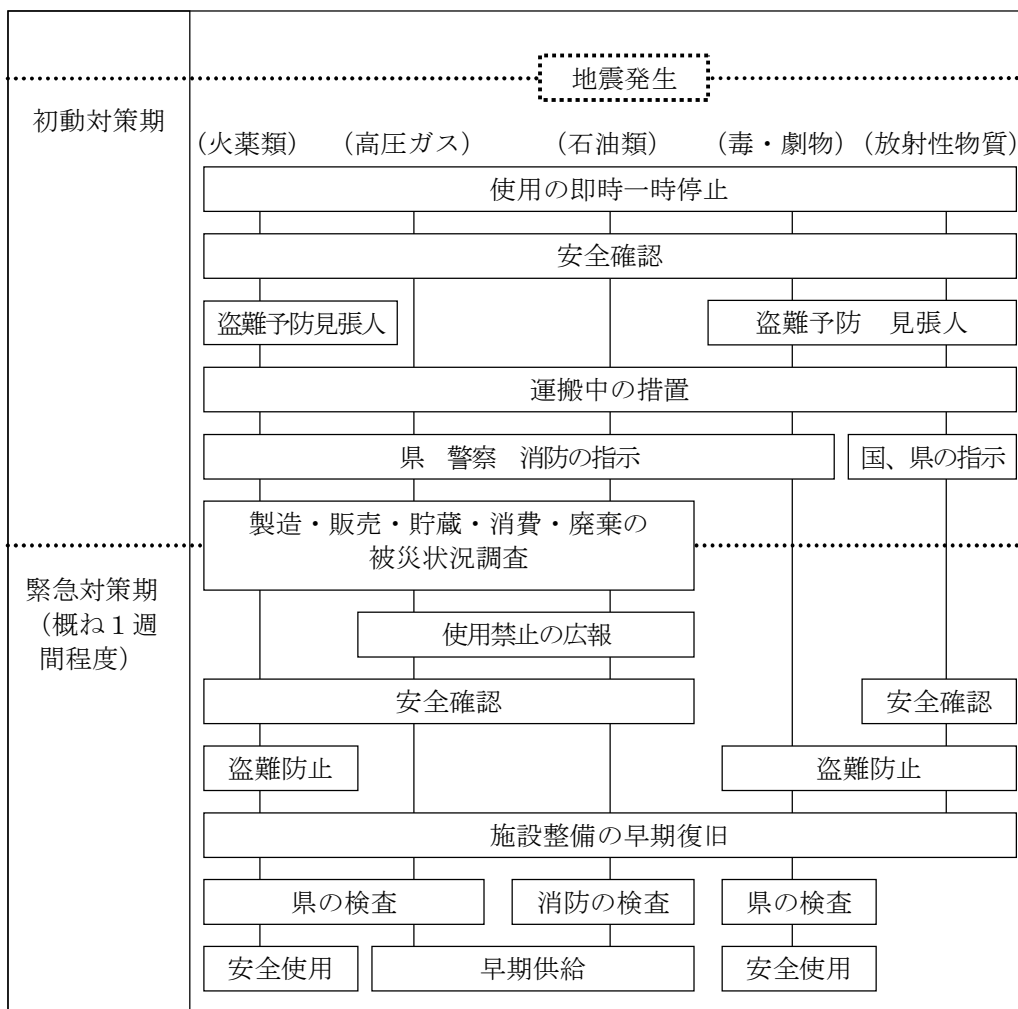 地震発生
初動対策期
(火薬類)
(高圧ガス)
(石油類)
(毒・劇物)
(放射性物質)
使用の即時一時停止
安全確認
盗難予防見張人
盗難予防　見張人
運搬中の措置
県　警察　消防の指示
国、県の指示
製造・販売・貯蔵・消費・廃棄の
被災状況調査
緊急対策期
(概ね1週
間程度)
使用禁止の広報
安全確認
安全確認
盗難防止
盗難防止
施設整備の早期復旧
県の検査
消防の検査
県の検査
安全使用
早期供給
安全使用